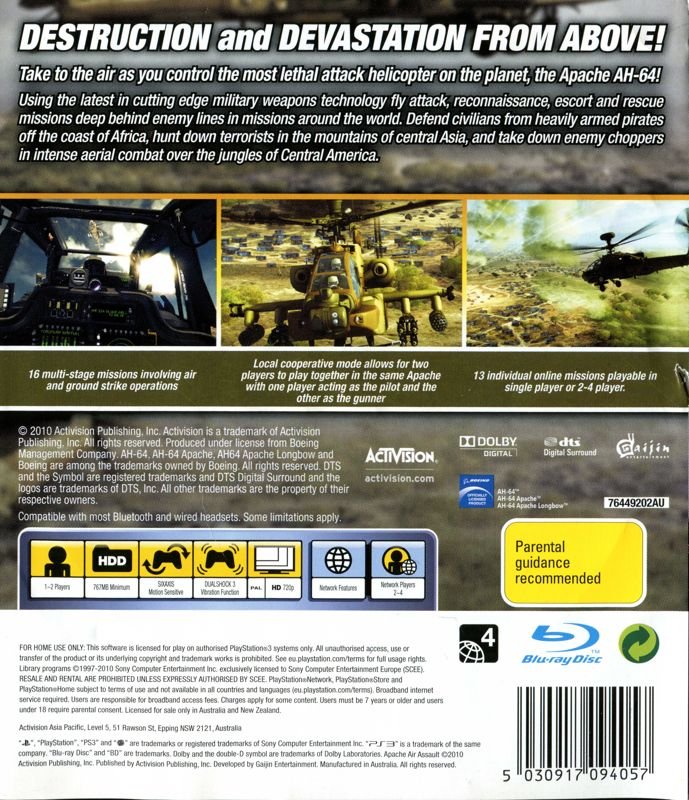 DESTRUCTION and DEVASTATION FROM ABOVE!
Take to the air as you control the most lethal attack helicopter on the planet, the Apache AH-64!
Using the latest in cutting edge military weapons technology fly attack, reconnaissance, escort and rescue
missions deep behind enemy lines in missions around the world. Defend civilians from heavily armed pirates
off the coast of Africa, hunt down terrorists in the mountains of central Asia, and take down enemy choppers
in intense aerial combat over the jungles of Central America.
16 multi-stage missions involving air
and ground strike operations
Local cooperative mode allows for two
players to play together in the same Apache
with one player acting as the pilot and the
other as the gunner
13 individual online missions playable in
single player or 2-4 player.
© 2010 Activision Publishing, Inc. Activision is a trademark of Activision
Publishing, Inc. All rights reserved. Produced under license from Boeing
Management Company. AH-64, AH-64 Apache, AH64 Apache Longbow and
Boeing are among the trademarks owned by Boeing. All rights reserved. DTS
and the Symbol are registered trademarks and DTS Digital Surround and the
logos are trademarks of DTS, Inc. All other trademarks are the property of their
respective owners.
Compatible with most Bluetooth and wired headsets. Some limitations apply.
ACTIVISION.
activision.com
DOLBY
DIGITAL
dts
Digital Surround
Gaijin
entertainment
BOEING
OFFICIALLY
LICENSED
PRODUCT
AH-64™
AH-64 Apache™
AH-64 Apache Longbow™
76449202AU
1-2 Players
HDD
767MB Minimum
SIXAXIS
Motion Sensitive
DUALSHOCK 3
Vibration Function
PAL HD 720p
Network Features
Network Players
2-4
Parental
guidance
recommended
FOR HOME USE ONLY: This software is licensed for play on authorised PlayStation®3 systems only. All unauthorised access, use or
transfer of the product or its underlying copyright and trademark works is prohibited. See eu.playstation.com/terms for full usage rights.
Library programs ©1997-2010 Sony Computer Entertainment Inc. exclusively licensed to Sony Computer Entertainment Europe (SCEE).
RESALE AND RENTAL ARE PROHIBITED UNLESS EXPRESSLY AUTHORISED BY SCEE. PlayStation®Network, PlayStation®Store and
PlayStation®Home subject to terms of use and not available in all countries and languages (eu.playstation.com/terms). Broadband internet
service required. Users are responsible for broadband access fees. Charges apply for some content. Users must be 7 years or older and users
under 18 require parental consent. Licensed for sale only in Australia and New Zealand.
Activision Asia Pacific, Level 5, 51 Rawson St, Epping NSW 2121, Australia
"", "PlayStation", "PS3" and "" are trademarks or registered trademarks of Sony Computer Entertainment Inc. "PS3" is a trademark of the same
company. "Blu-ray Disc" and "BD" are trademarks. Dolby and the double-D symbol are trademarks of Dolby Laboratories. Apache Air Assault ©2010
Activision Publishing, Inc. Published by Activision Publishing, Inc. Developed by Gaijin Entertainment. Manufactured in Australia. All rights reserved.
4
Blu-ray Disc™
5 030917 094057